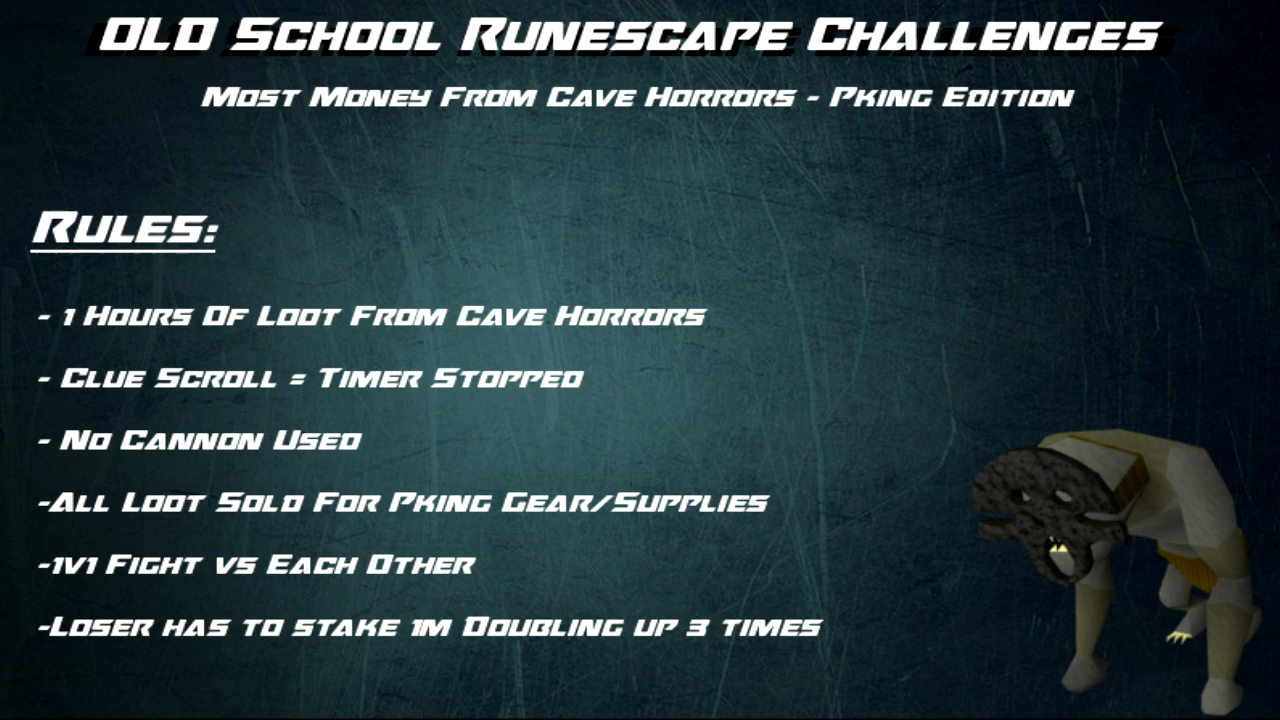 Old School Runescape Challenges
Most Money From Cave Horrors - Pking Edition
Rules:
- 1 Hours Of Loot From Cave Horrors
- Clue Scroll = Timer Stopped
- No Cannon Used
-All Loot Sold For Pking Gear/Supplies
-1v1 Fight vs Each Other
-Loser has to stake 1M Doubling up 3 times